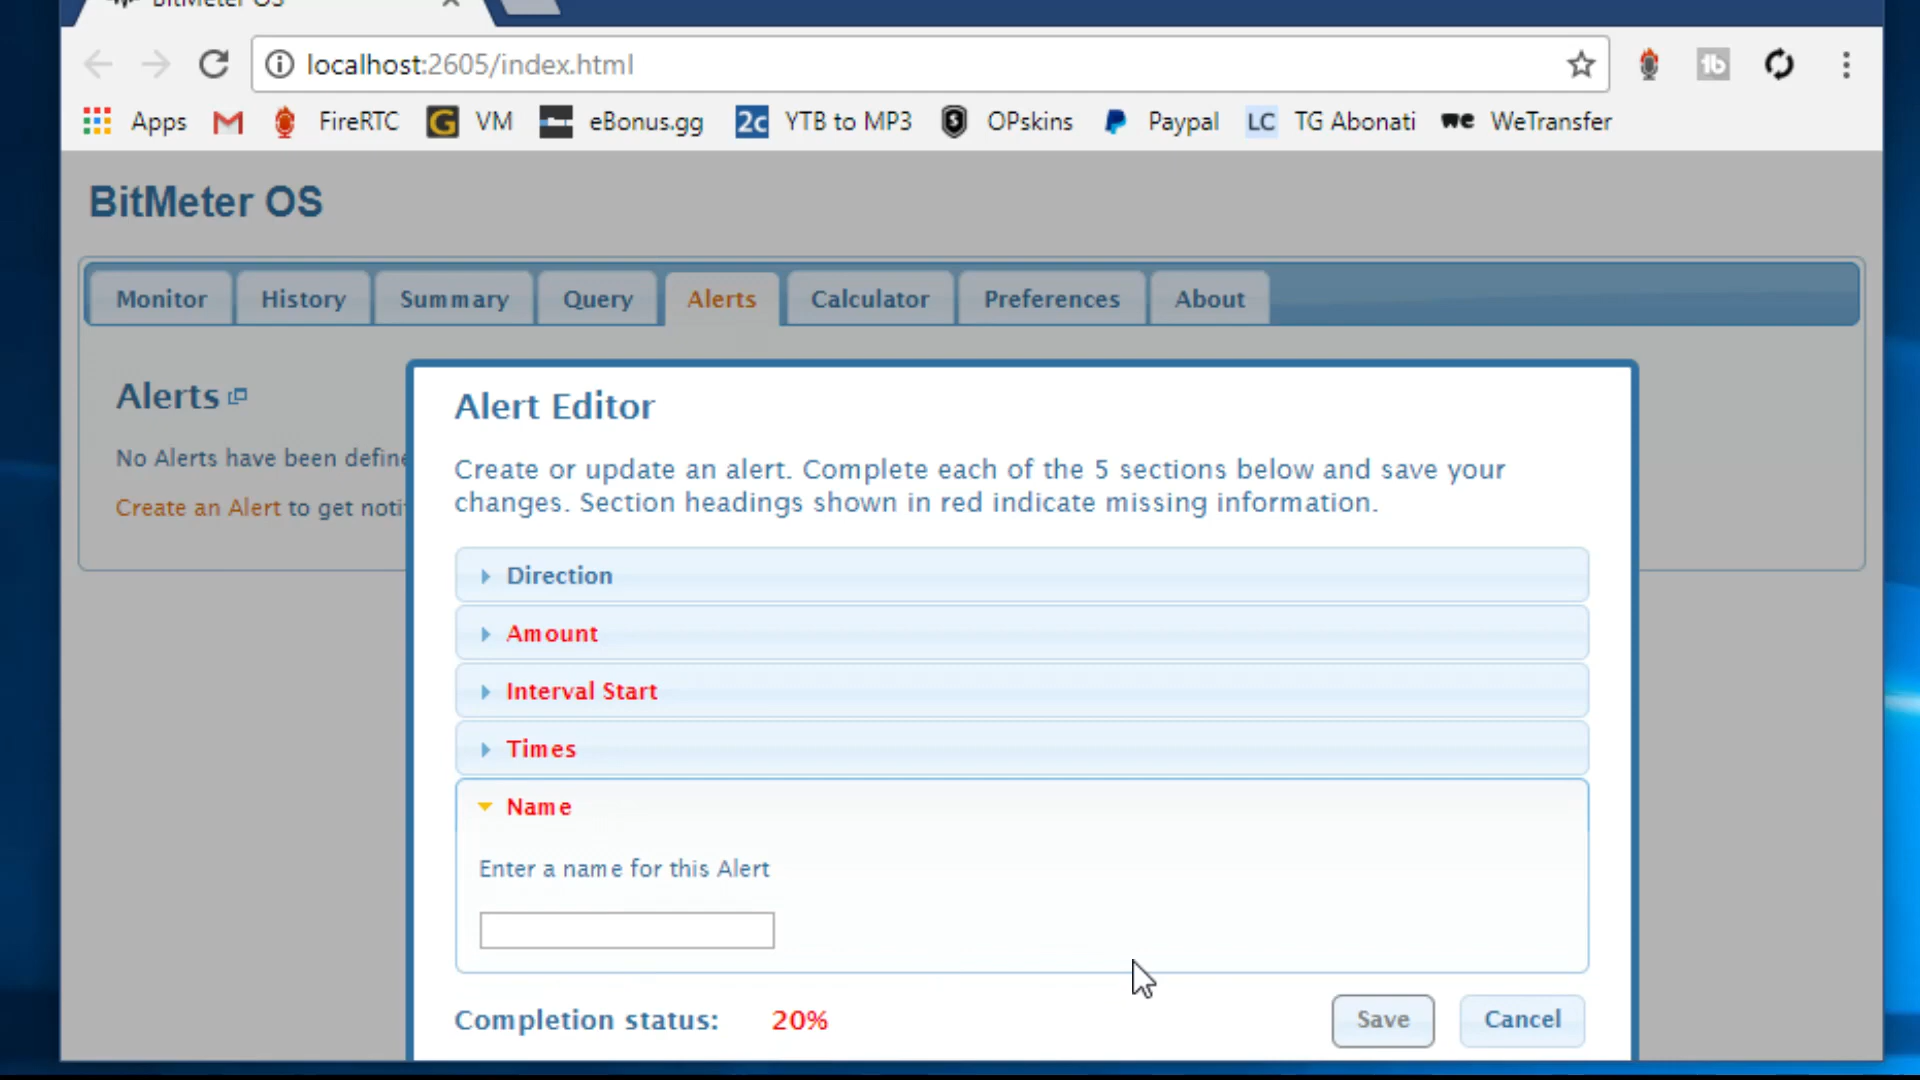 BitMeter OS
localhost:2605/index.html
Apps FireRTC VM eBonus.gg YTB to MP3 OPskins Paypal LC TG Abonati WeTransfer
BitMeter OS
Monitor History Summary Query Alerts Calculator Preferences About
Alerts
No Alerts have been define
Create an Alert to get noti
Alert Editor
Create or update an alert. Complete each of the 5 sections below and save your
changes. Section headings shown in red indicate missing information.
Direction
Amount
Interval Start
Times
Name
Enter a name for this Alert
Completion status: 20% Save Cancel